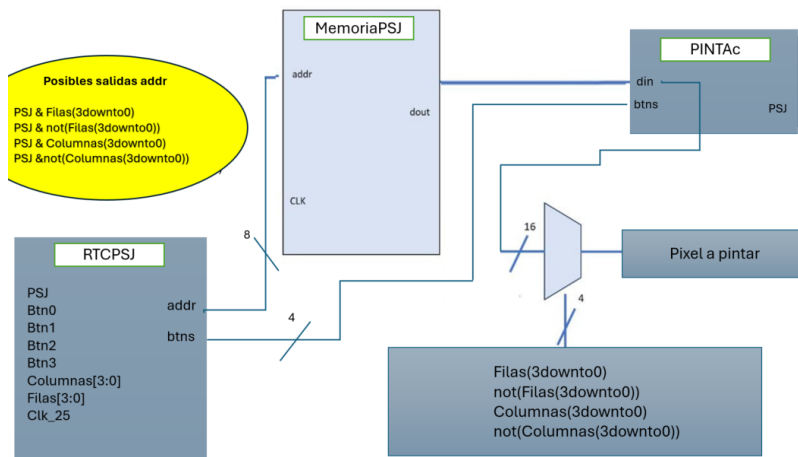 MemoriaPSJ
addr
dout
CLK
PINTAc
din
btns
PSJ
Posibles salidas addr
PSJ & Filas(3downto0)
PSJ & not(Filas(3downto0))
PSJ & Columnas(3downto0)
PSJ &not(Columnas(3downto0))
8
RTCPSJ
PSJ
Btn0
Btn1
Btn2
Btn3
Columnas[3:0]
Filas[3:0]
Clk_25
addr
btns
4
16
4
Pixel a pintar
Filas(3downto0)
not(Filas(3downto0))
Columnas(3downto0)
not(Columnas(3downto0))